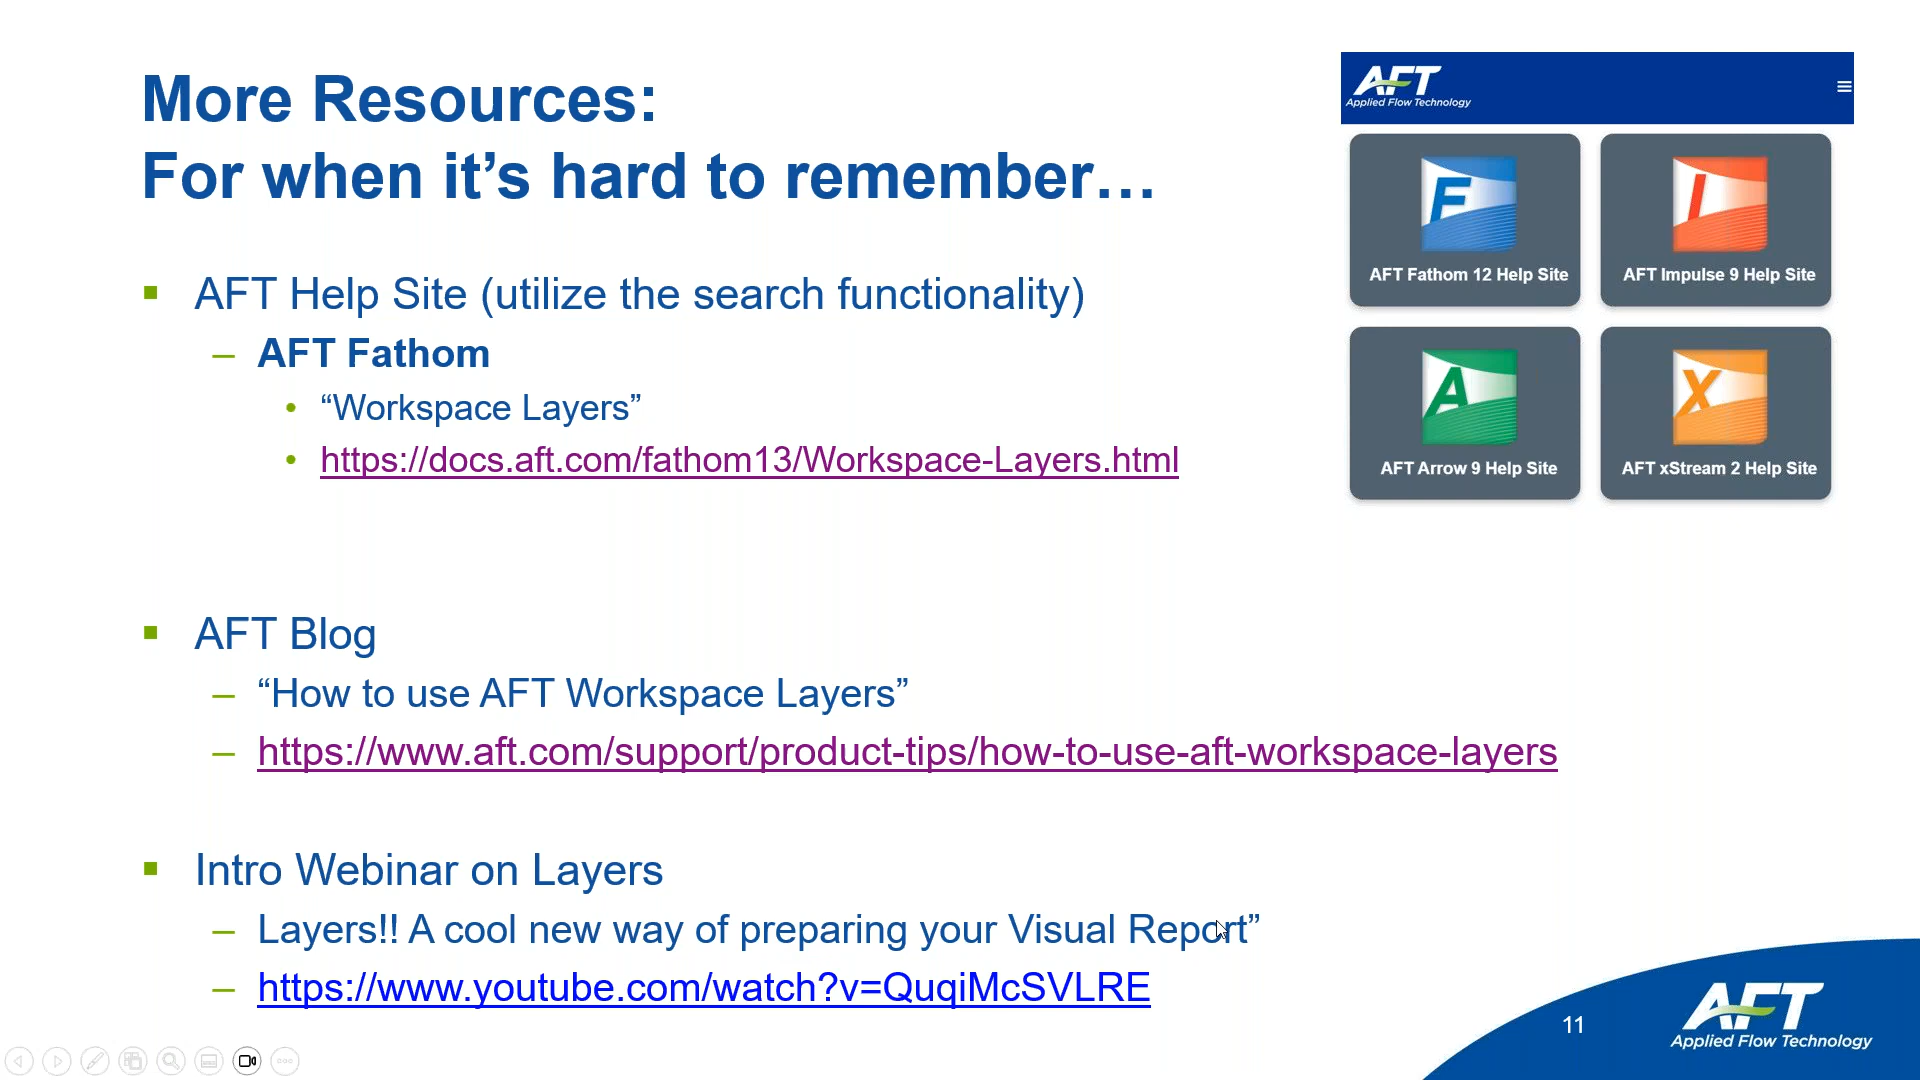 More Resources:
For when it’s hard to remember…
AFT Help Site (utilize the search functionality)
– AFT Fathom
• “Workspace Layers”
• https://docs.aft.com/fathom13/Workspace-Layers.html
AFT Blog
– “How to use AFT Workspace Layers”
– https://www.aft.com/support/product-tips/how-to-use-aft-workspace-layers
Intro Webinar on Layers
– Layers!! A cool new way of preparing your Visual Report”
– https://www.youtube.com/watch?v=QuqiMcSVLRE
AFT
Applied Flow Technology
F
AFT Fathom 12 Help Site
I
AFT Impulse 9 Help Site
A
AFT Arrow 9 Help Site
X
AFT xStream 2 Help Site
11
AFT
Applied Flow Technology